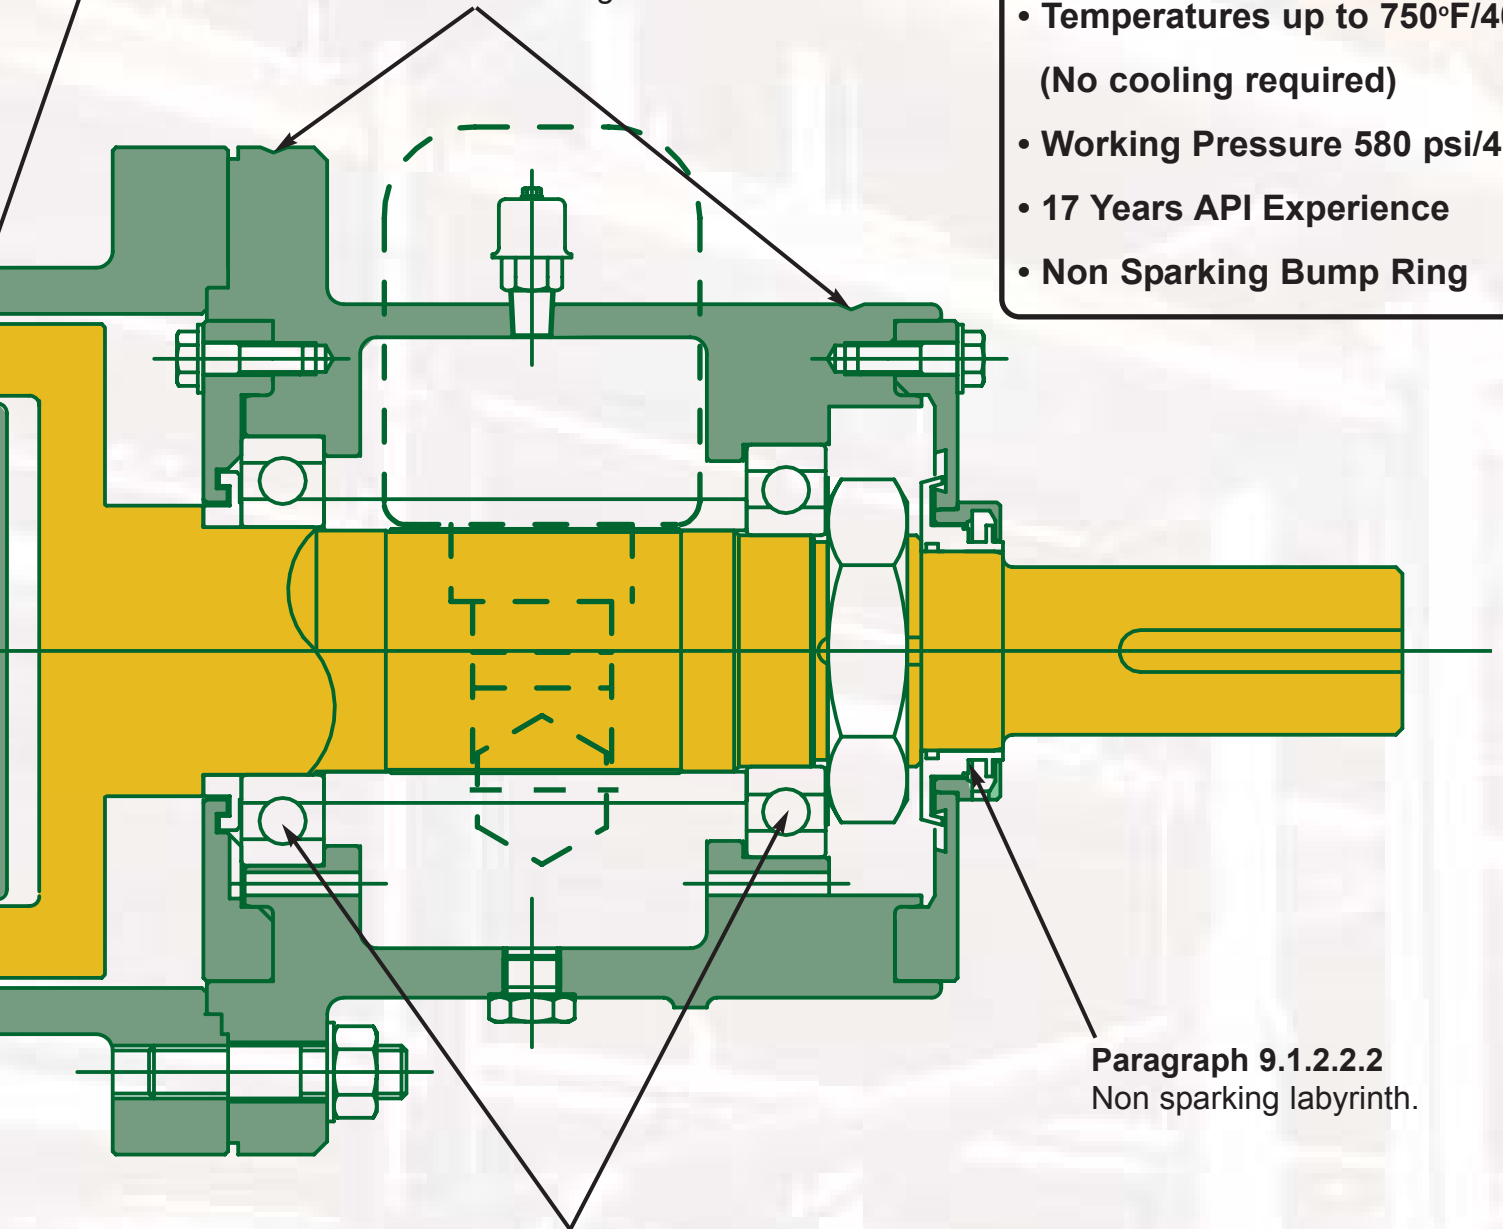 • Temperatures up to 750°F/40
(No cooling required)
• Working Pressure 580 psi/4
• 17 Years API Experience
• Non Sparking Bump Ring
Paragraph 9.1.2.2.2
Non sparking labyrinth.